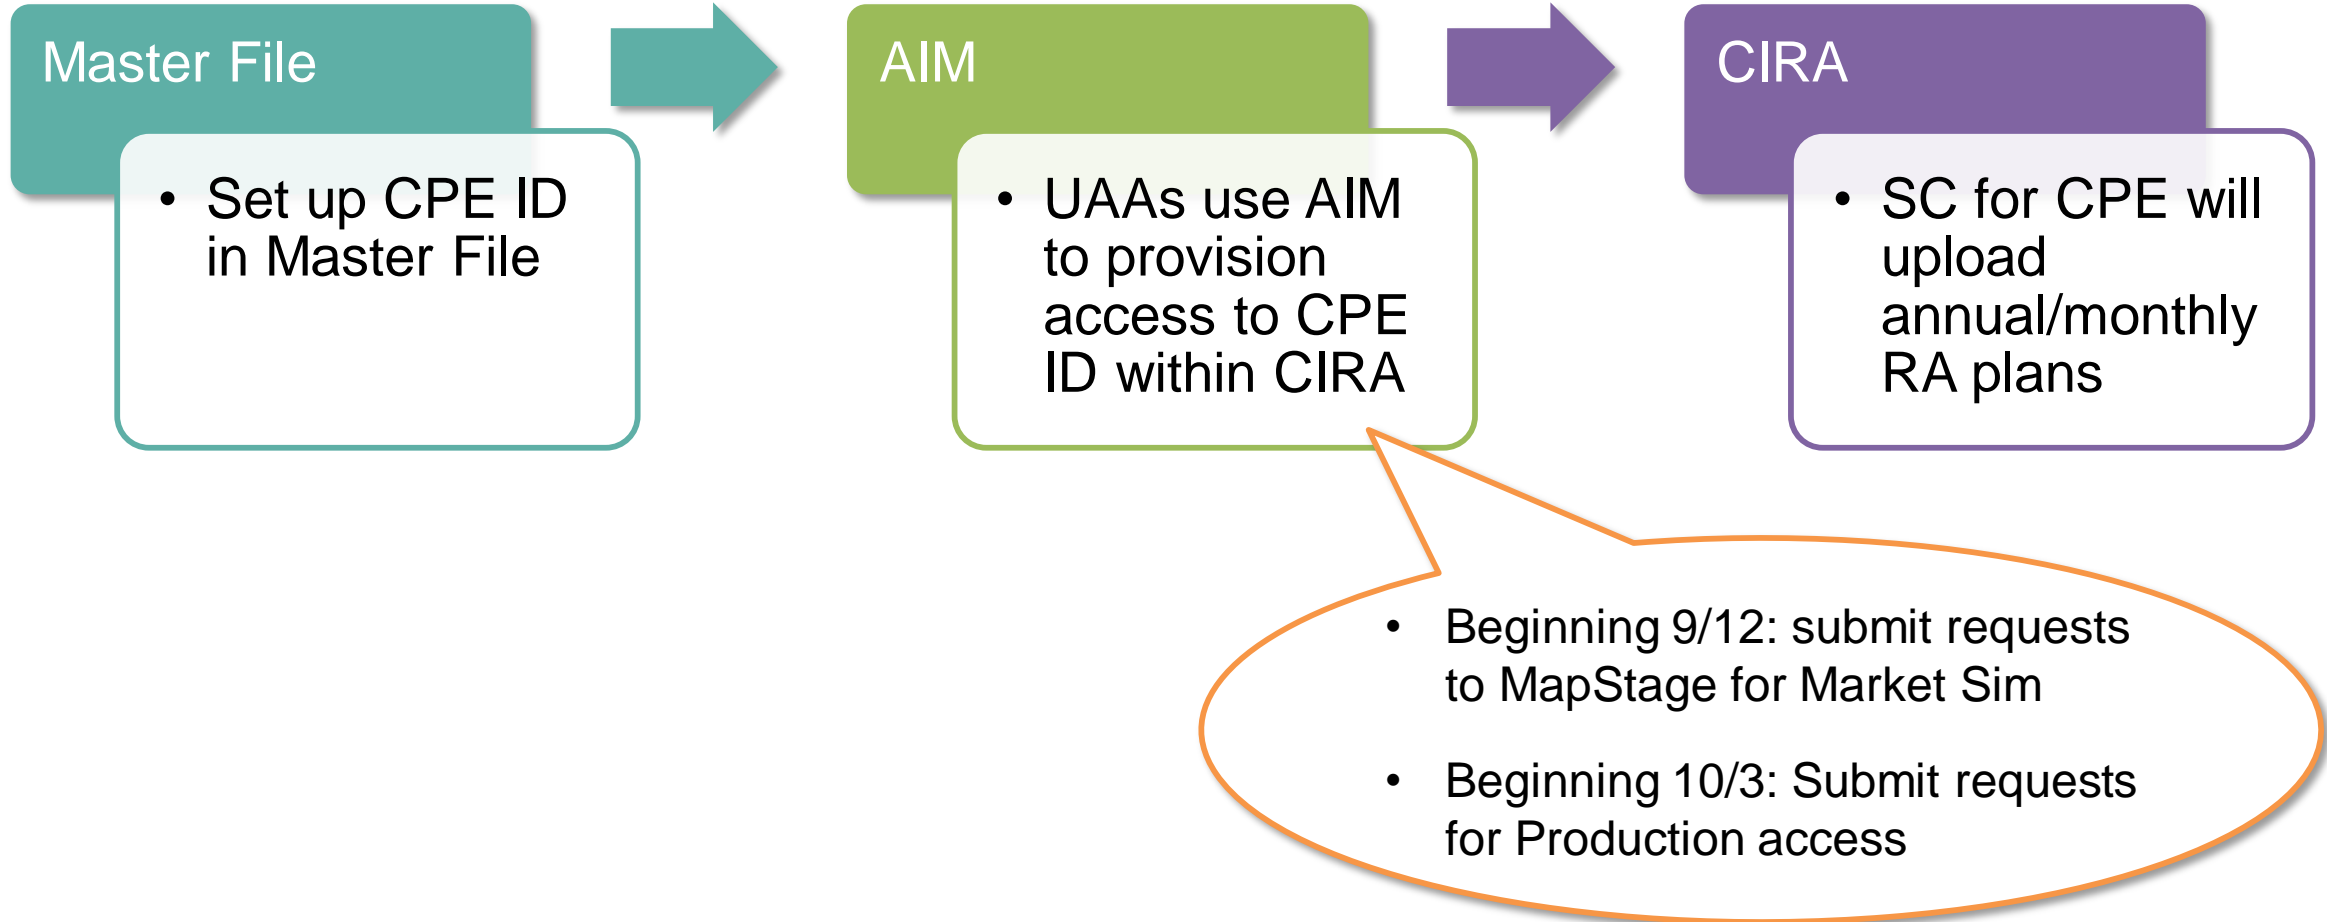 Master File
• Set up CPE ID
in Master File
AIM
• UAAs use AIM
to provision
access to CPE
ID within CIRA
CIRA
• SC for CPE will
upload
annual/monthly
RA plans
• Beginning 9/12: submit requests
to MapStage for Market Sim
• Beginning 10/3: Submit requests
for Production access